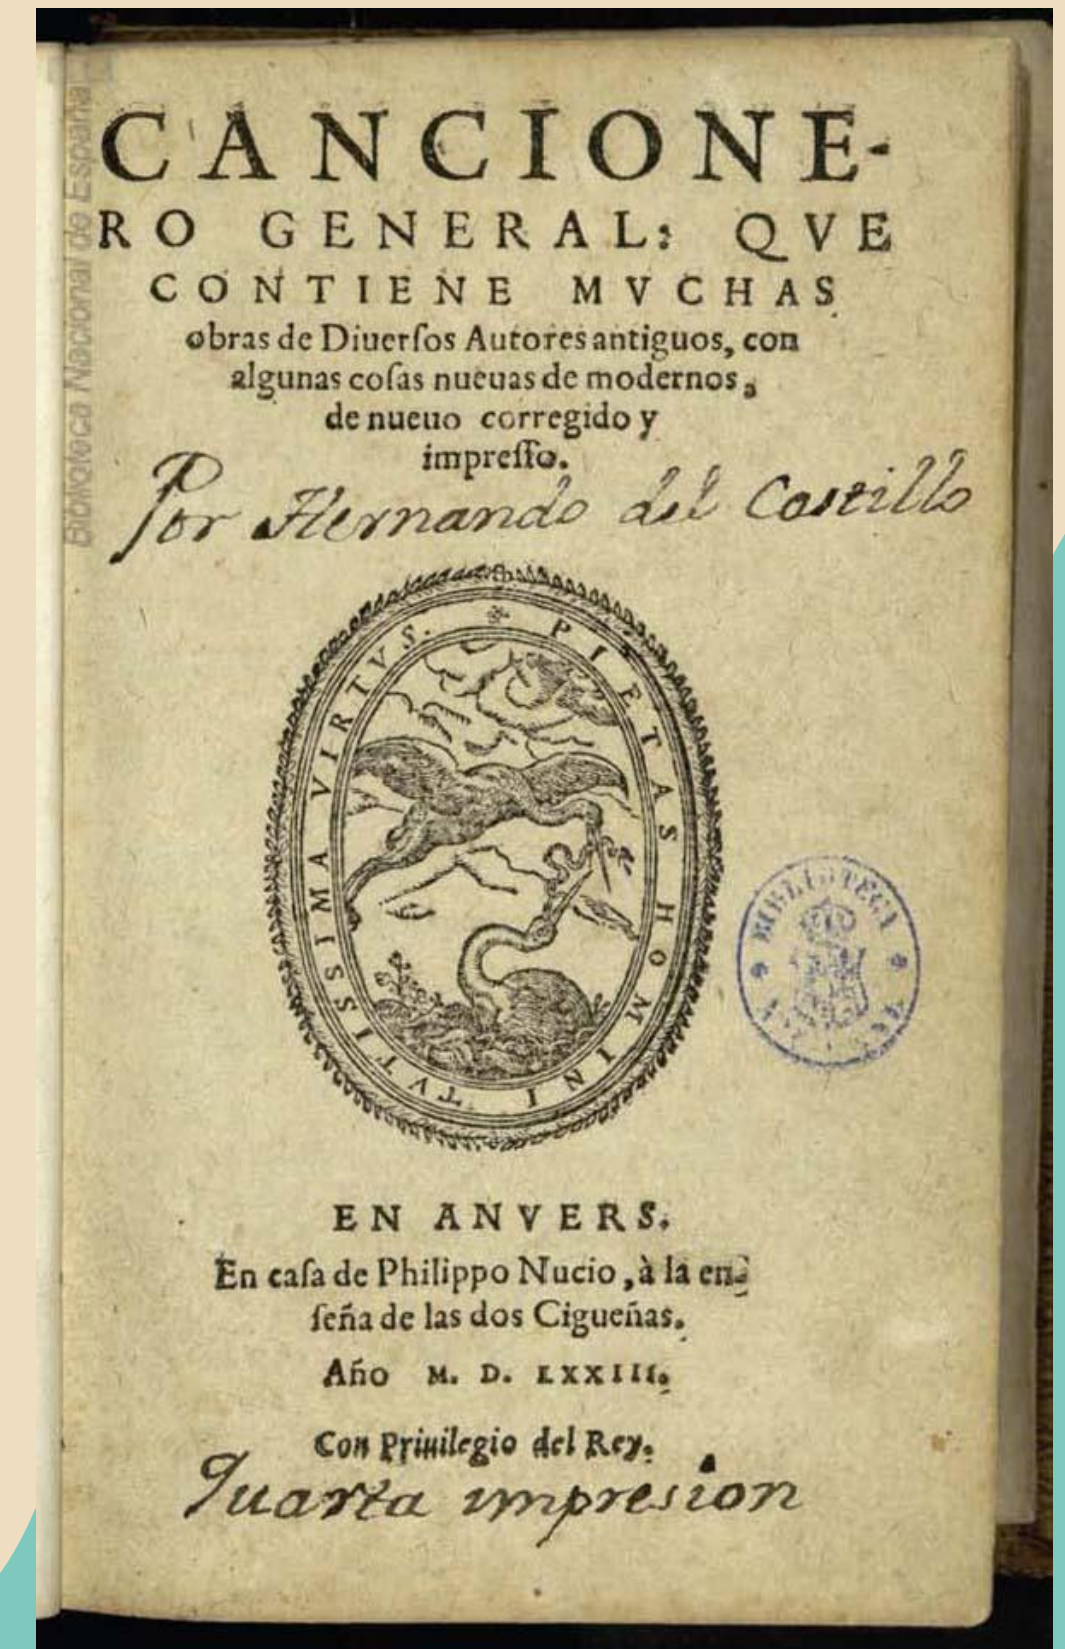 CANCIONE-
RO GENERAL: QVE
CONTIENE MVCHAS
obras de Diuerſos Autores antiguos, con
algunas coſas nueuas de modernos,
de nueuo corregido y
impreſſo.
Por Hernando del Castillo
PIETAS HOMINI TVTISSIMA VIRTVS.
BIBLIOTECA
EN ANVERS.
En caſa de Philippo Nucio, à la en-
ſeña de las dos Cigueñas.
Año M. D. LXXIII.
Con Priuilegio del Rey.
Quarta impresion
Biblioteca Nacional de España